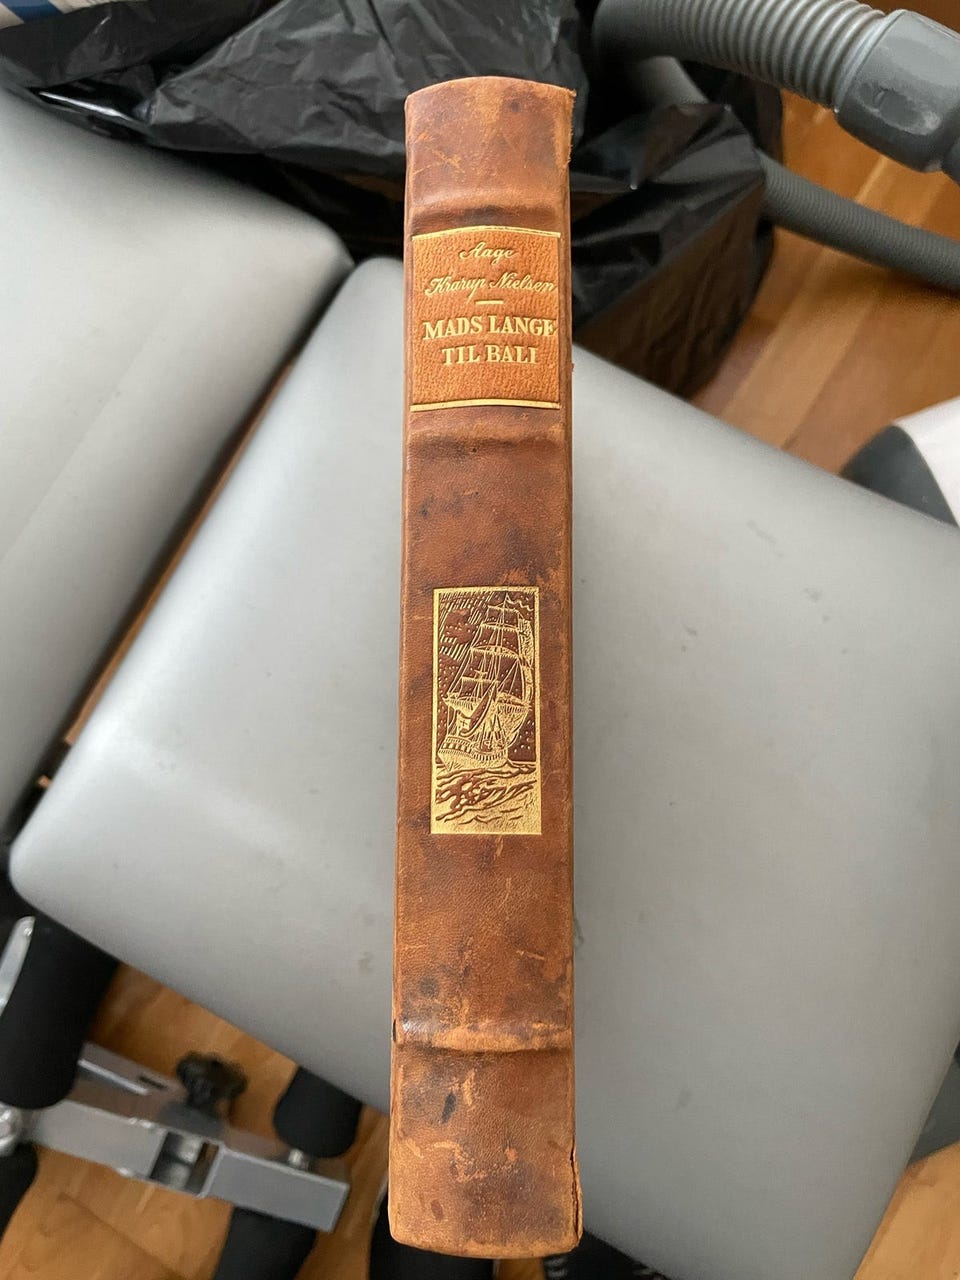 Aage
Krarup Nielsen
MADS LANGE
TIL BALI